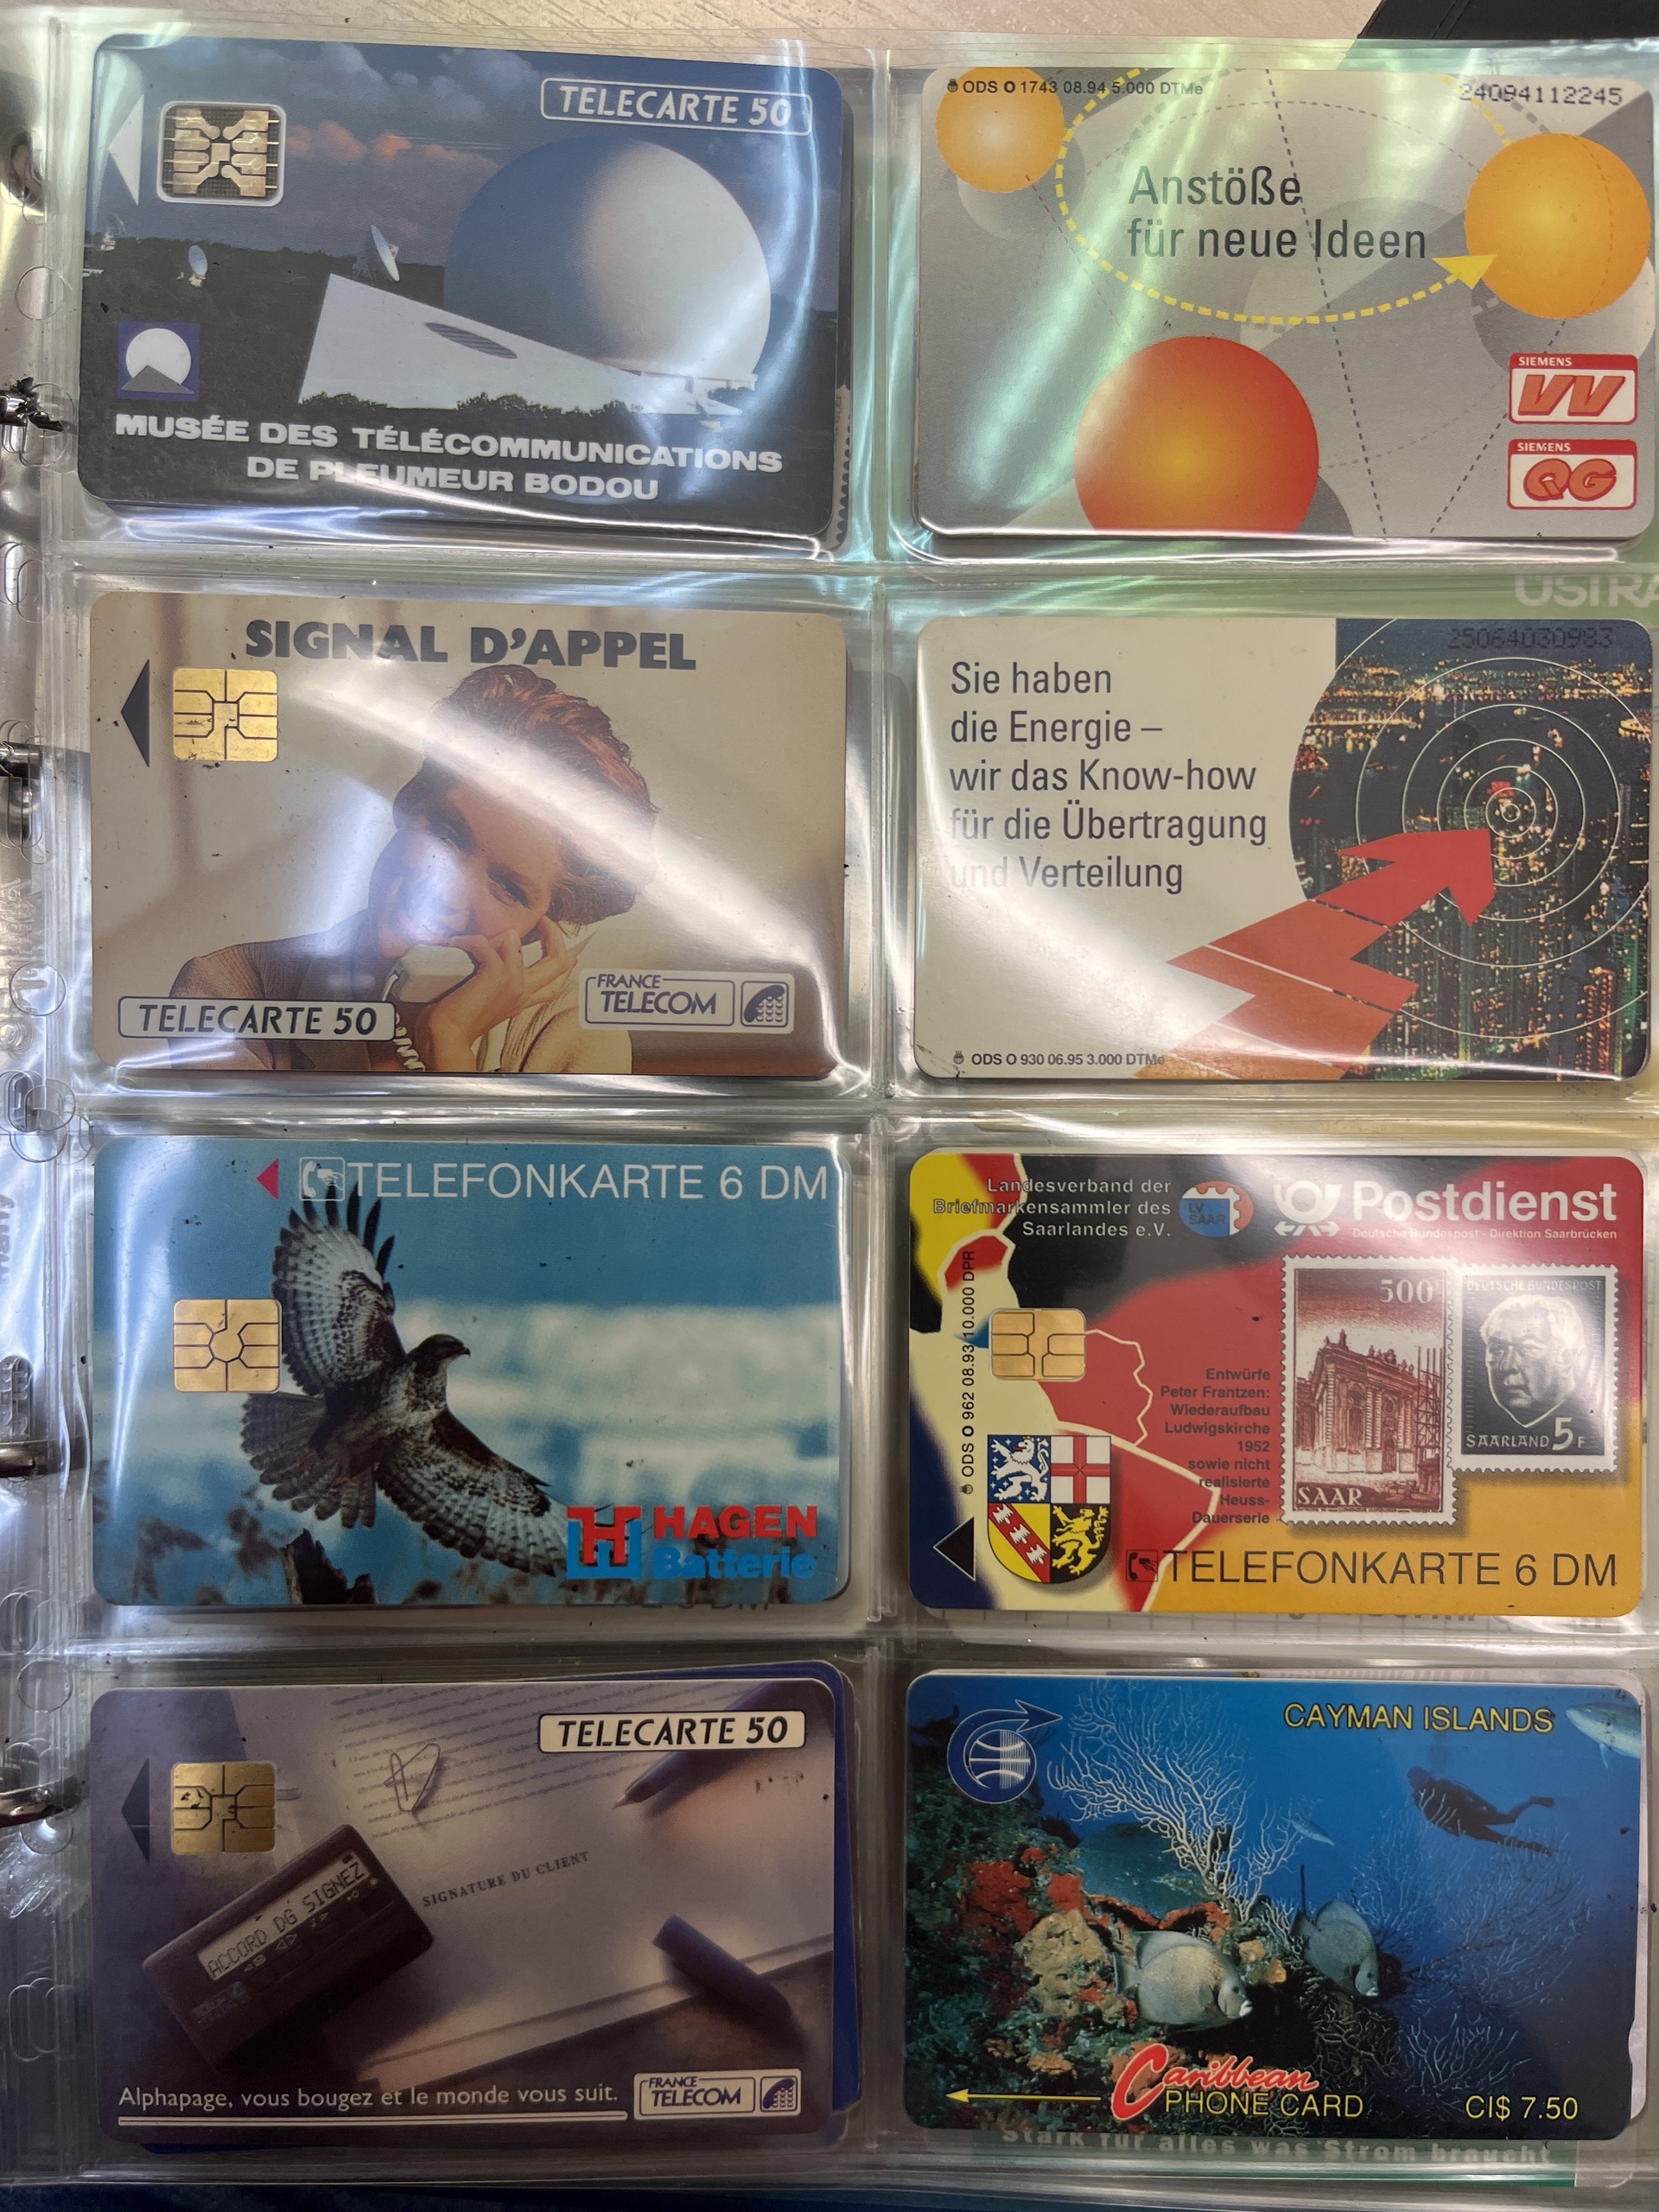 TELECARTE 50
MUSÉE DES TÉLÉCOMMUNICATIONS
DE PLEUMEUR BODOU
ODS O 1743 08.94 5.000 DTMe
24094112245
Anstöße
für neue Ideen
SIEMENS
VV
SIEMENS
QG
SIGNAL D'APPEL
TELECARTE 50
FRANCE
TELECOM
25064030983
Sie haben
die Energie –
wir das Know-how
für die Übertragung
und Verteilung
ODS O 930 06.95 3.000 DTMe
TELEFONKARTE 6 DM
HAGEN
Batterie
Landesverband der
Briefmarkensammler des
Saarlandes e.V.
LV
SAAR
Postdienst
Deutsche Bundespost - Direktion Saarbrücken
ODS O 962 08.93 10.000 DPR
500
SAAR
DEUTSCHE BUNDESPOST
SAARLAND 5 F
Entwürfe
Peter Frantzen:
Wiederaufbau
Ludwigskirche
1952
sowie nicht
realisierte
Heuss-
Dauerserie
TELEFONKARTE 6 DM
TELECARTE 50
SIGNATURE DU CLIENT
ACCORD DG SIGNEZ
Alphapage, vous bougez et le monde vous suit.
FRANCE
TELECOM
CAYMAN ISLANDS
Caribbean
PHONE CARD
CI$ 7.50
Stark für alles was Strom braucht